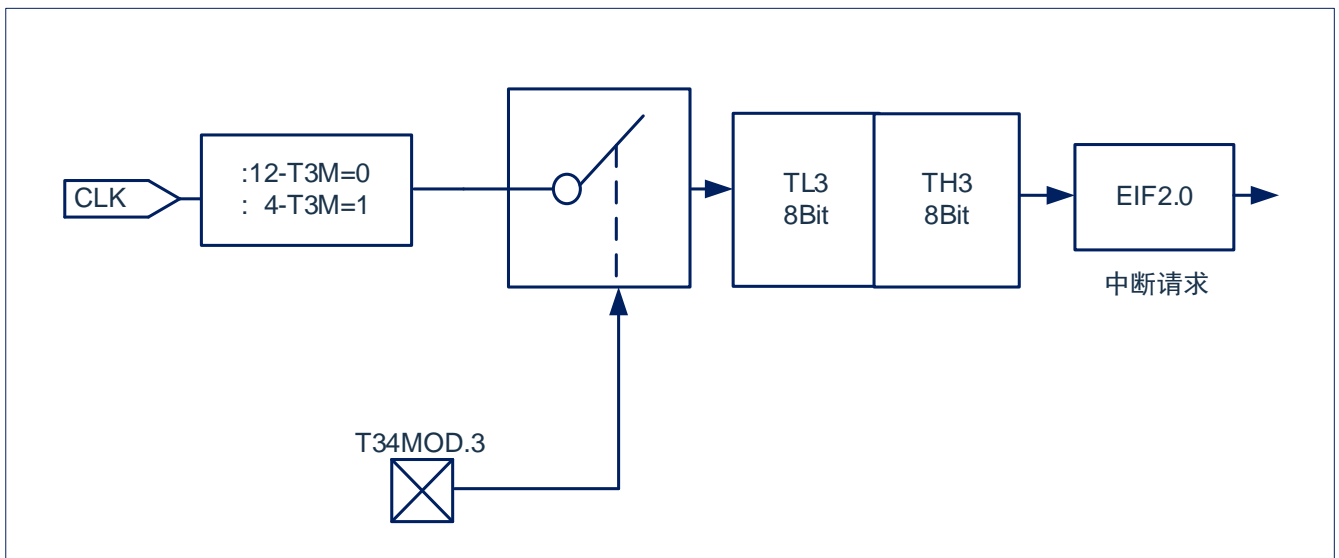 CLK
:12-T3M=0
: 4-T3M=1
TL3
8Bit
TH3
8Bit
EIF2.0
中断请求
T34MOD.3